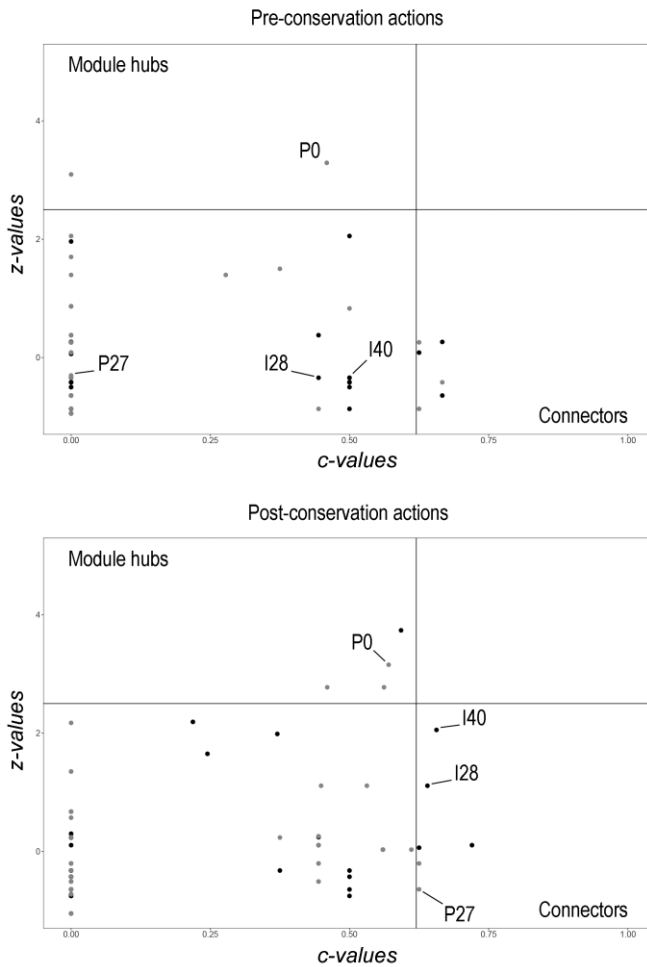 Pre-conservation actions
Module hubs
4
P0
z-values
2
I40
P27
I28
0
Connectors
0.00
0.25
0.50
0.75
1.00
c-values
Post-conservation actions
Module hubs
4
P0
z-values
I40
2
I28
0
P27
Connectors
0.00
0.25
0.50
0.75
1.00
c-values